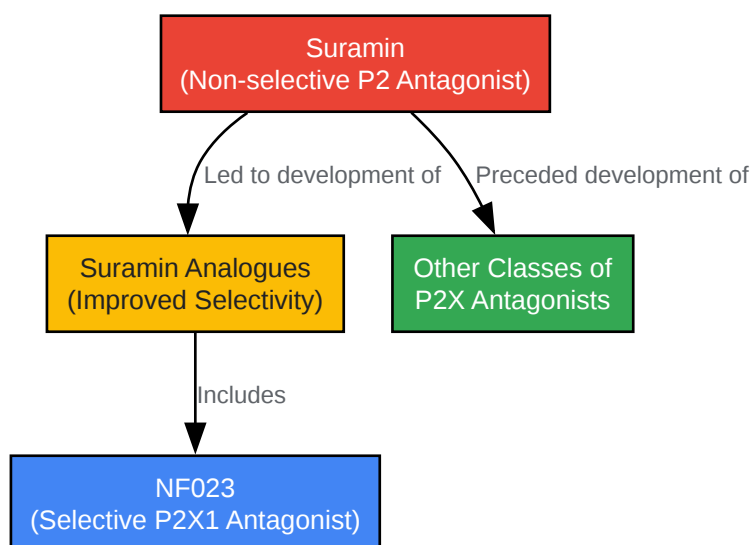 Suramin
(Non-selective P2 Antagonist)
Led to development of
Preceded development of
Suramin Analogues
(Improved Selectivity)
Other Classes of
P2X Antagonists
Includes
NF023
(Selective P2X1 Antagonist)